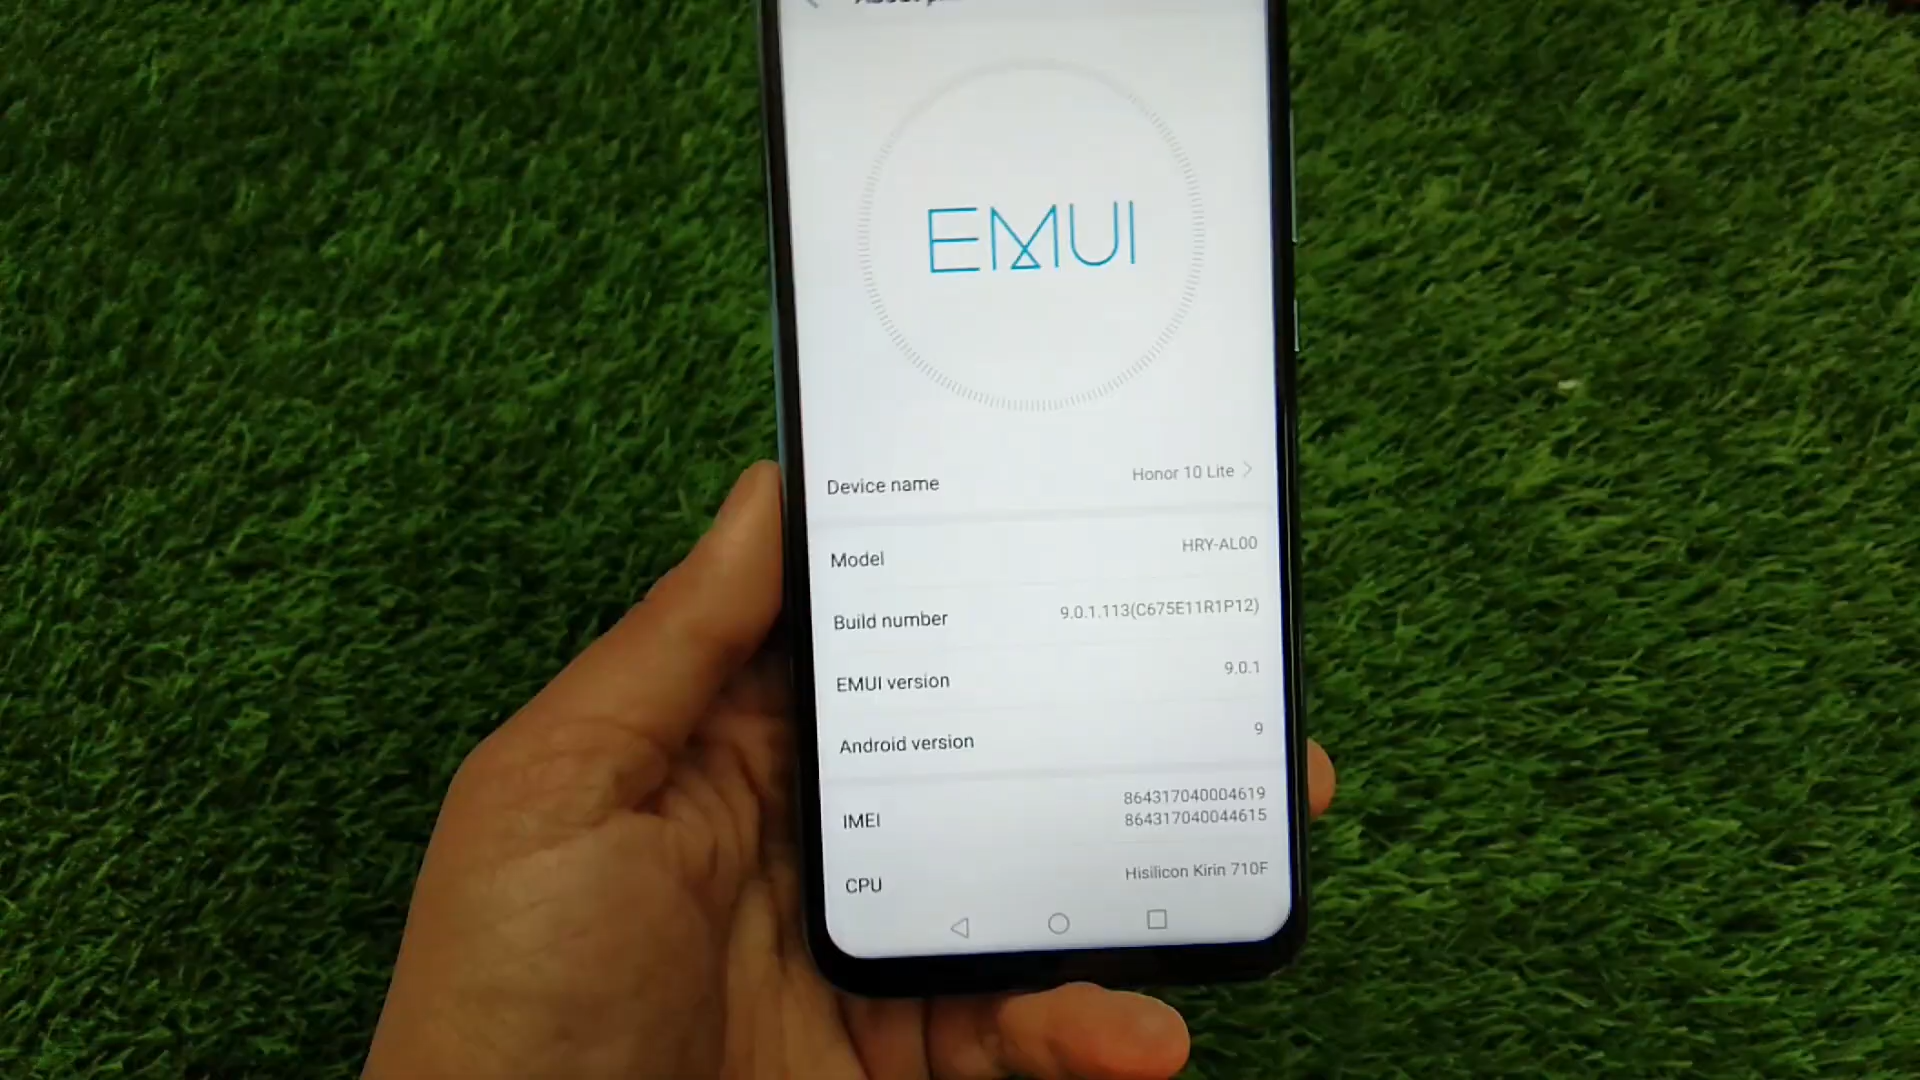 EMUI
Device name Honor 10 Lite
Model HRY-AL00
Build number 9.0.1.113(C675E11R1P12)
EMUI version 9.0.1
Android version 9
IMEI 864317040004619
864317040044615
CPU Hisilicon Kirin 710F